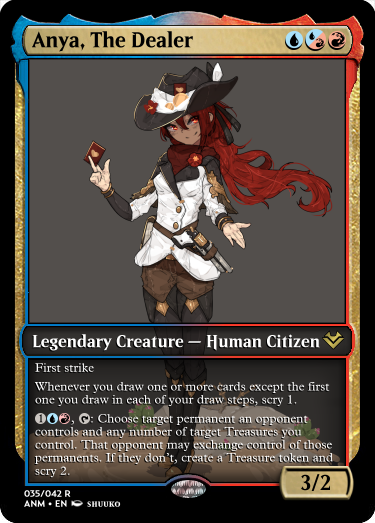 Anya, The Dealer
Legendary Creature — Human Citizen
First strike
Whenever you draw one or more cards except the first
one you draw in each of your draw steps, scry 1.
1, : Choose target permanent an opponent
controls and any number of target Treasures you
control. That opponent may exchange control of those
permanents. If they don't, create a Treasure token and
scry 2.
3/2
035/042 R
ANM • EN SHUUKO